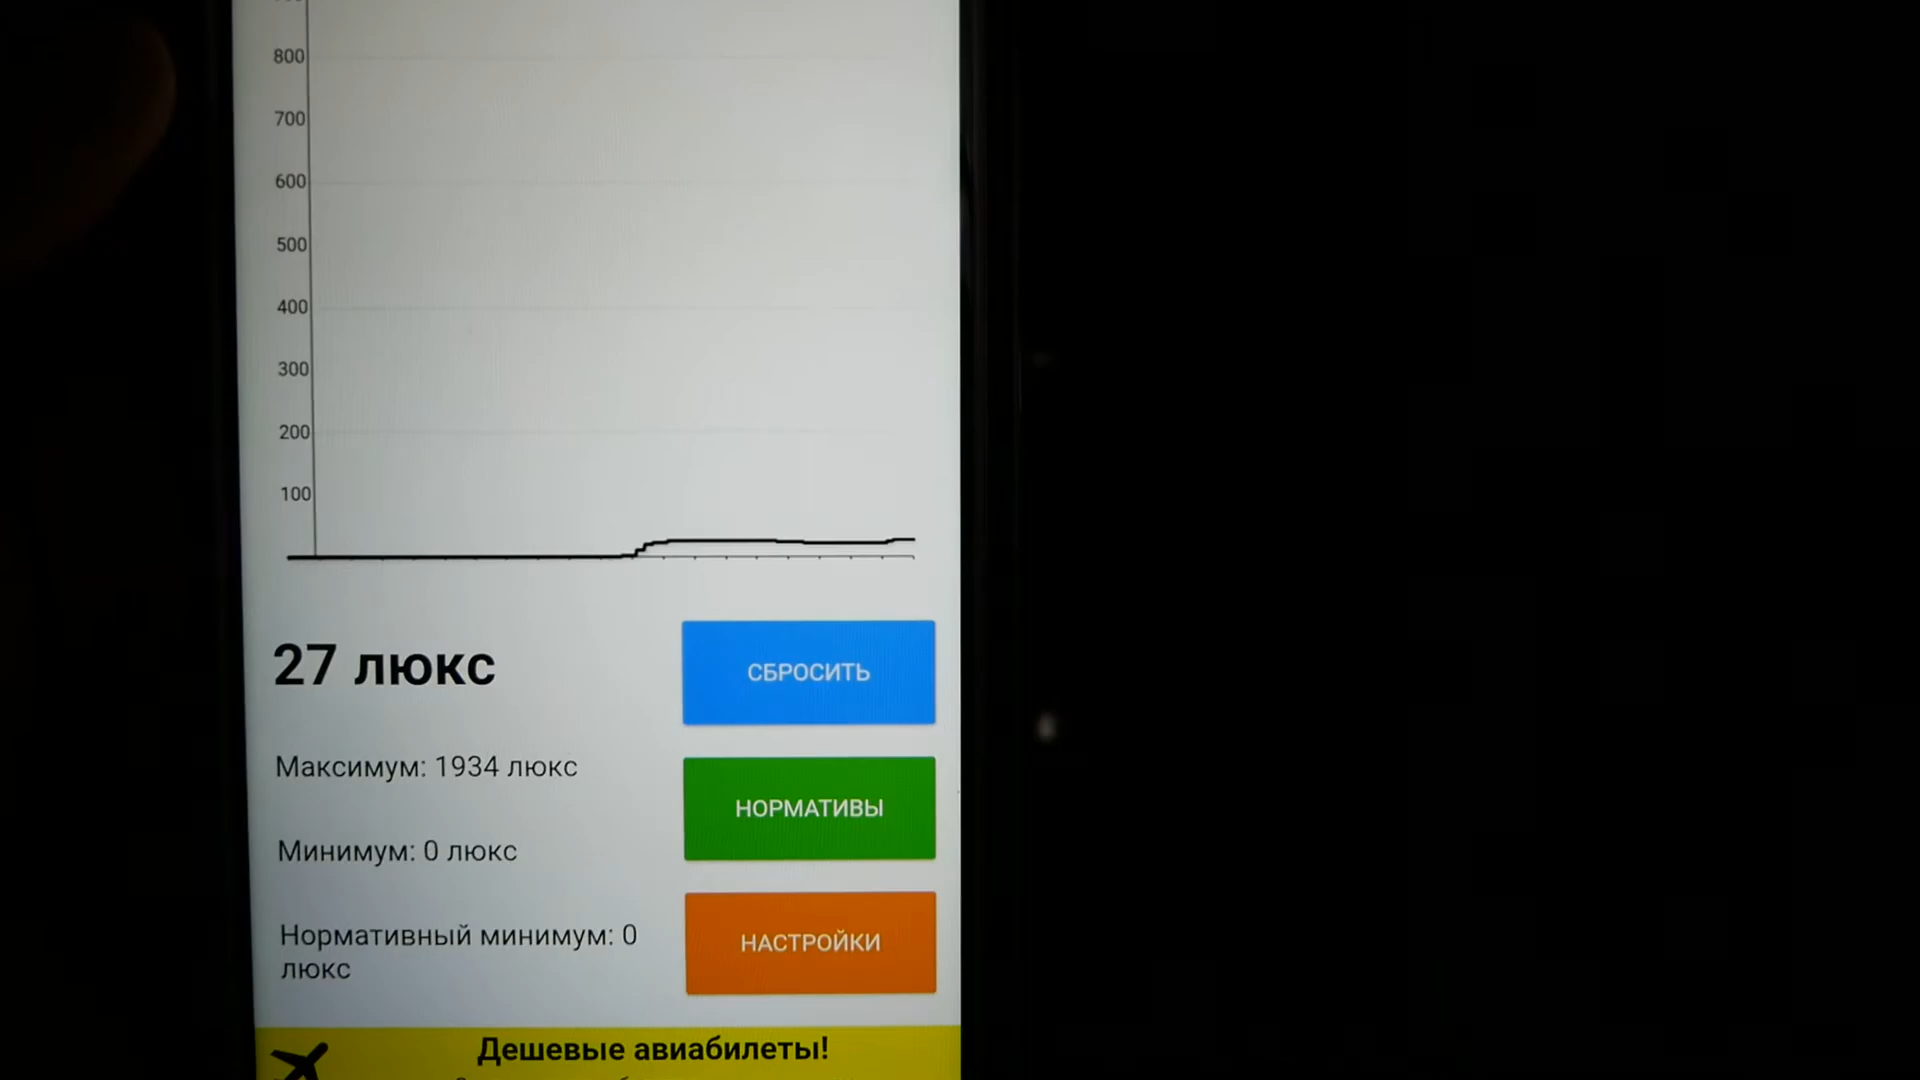 800
700
600
500
400
300
200
100
27 люкс
СБРОСИТЬ
Максимум: 1934 люкс
НОРМАТИВЫ
Минимум: 0 люкс
Нормативный минимум: 0
люкс
НАСТРОЙКИ
Дешевые авиабилеты!